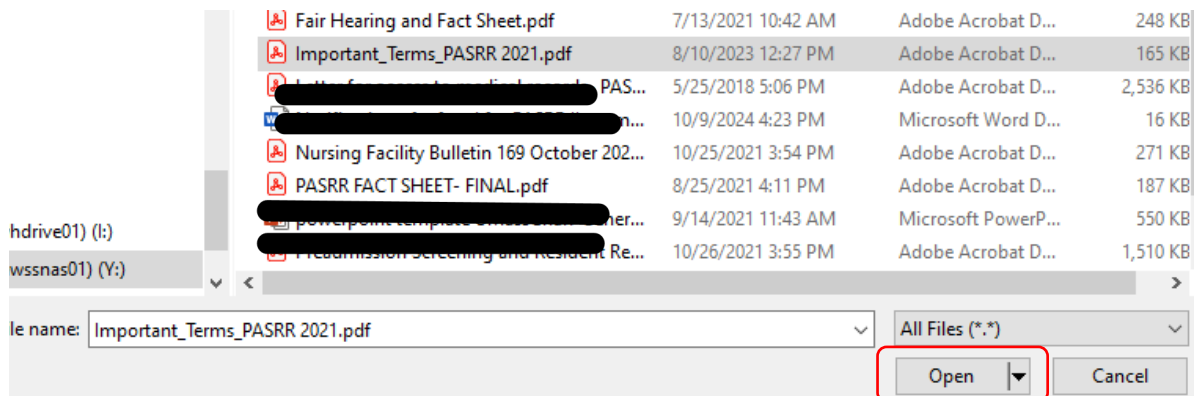 Fair Hearing and Fact Sheet.pdf 7/13/2021 10:42 AM Adobe Acrobat D... 248 KB
Important_Terms_PASRR 2021.pdf 8/10/2023 12:27 PM Adobe Acrobat D... 165 KB
PAS... 5/25/2018 5:06 PM Adobe Acrobat D... 2,536 KB
10/9/2024 4:23 PM Microsoft Word D... 16 KB
Nursing Facility Bulletin 169 October 202... 10/25/2021 3:54 PM Adobe Acrobat D... 271 KB
PASRR FACT SHEET- FINAL.pdf 8/25/2021 4:11 PM Adobe Acrobat D... 187 KB
hdrive01) (I:) 9/14/2021 11:43 AM Microsoft PowerP... 550 KB
wssnas01) (Y:) Re... 10/26/2021 3:55 PM Adobe Acrobat D... 1,510 KB
le name: Important_Terms_PASRR 2021.pdf All Files (*.*)
Open Cancel